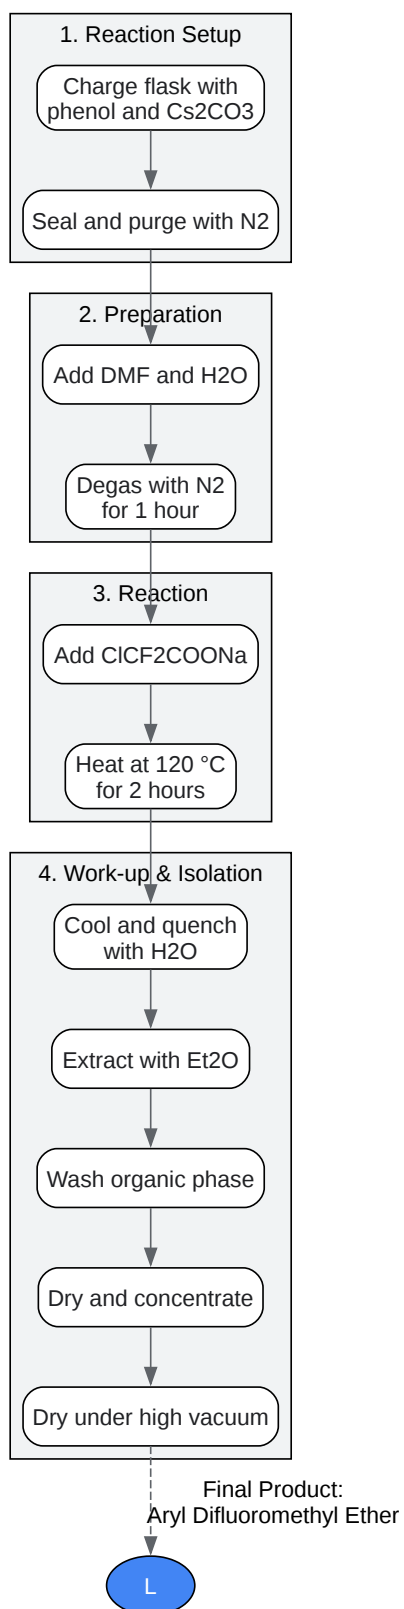 1. Reaction Setup
Charge flask with
phenol and Cs2CO3
Seal and purge with N2
2. Preparation
Add DMF and H2O
Degas with N2
for 1 hour
3. Reaction
Add ClCF2COONa
Heat at 120 °C
for 2 hours
4. Work-up & Isolation
Cool and quench
with H2O
Extract with Et2O
Wash organic phase
Dry and concentrate
Dry under high vacuum
Final Product:
Aryl Difluoromethyl Ether
L